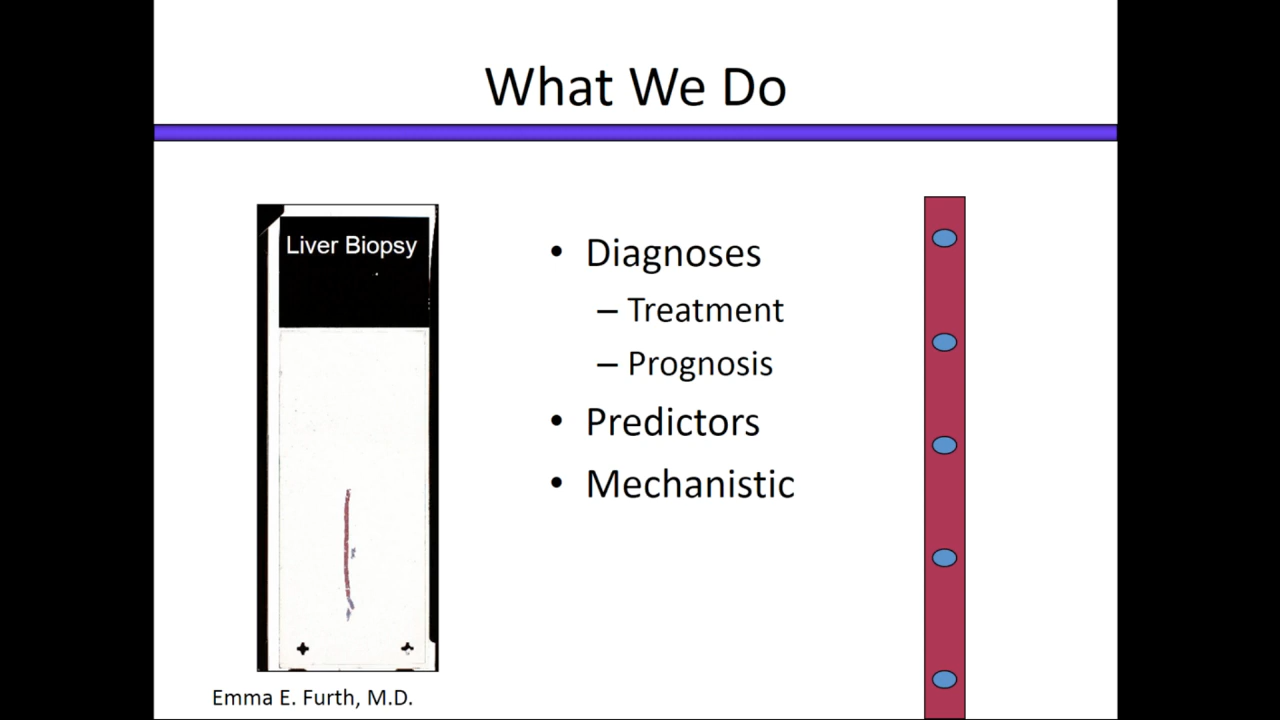 What We Do
Liver Biopsy
• Diagnoses
– Treatment
– Prognosis
• Predictors
• Mechanistic
Emma E. Furth, M.D.